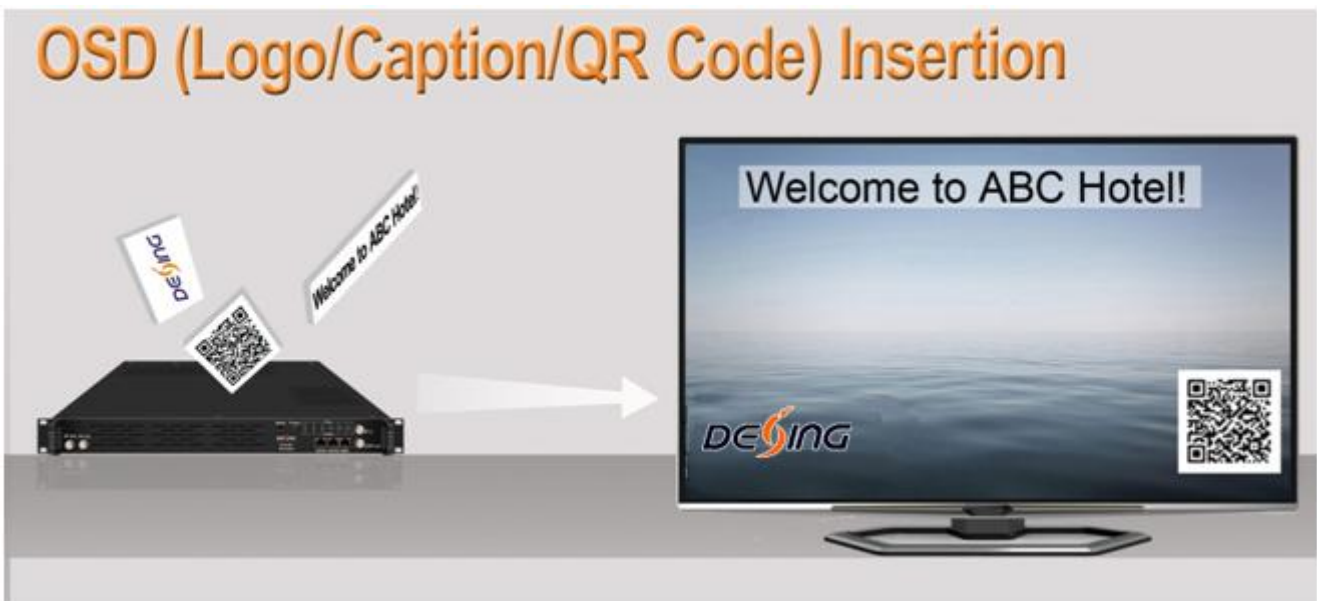 OSD (Logo/Caption/QR Code) Insertion
Welcome to ABC Hotel!
DESING
Welcome to ABC Hotel!
DESING